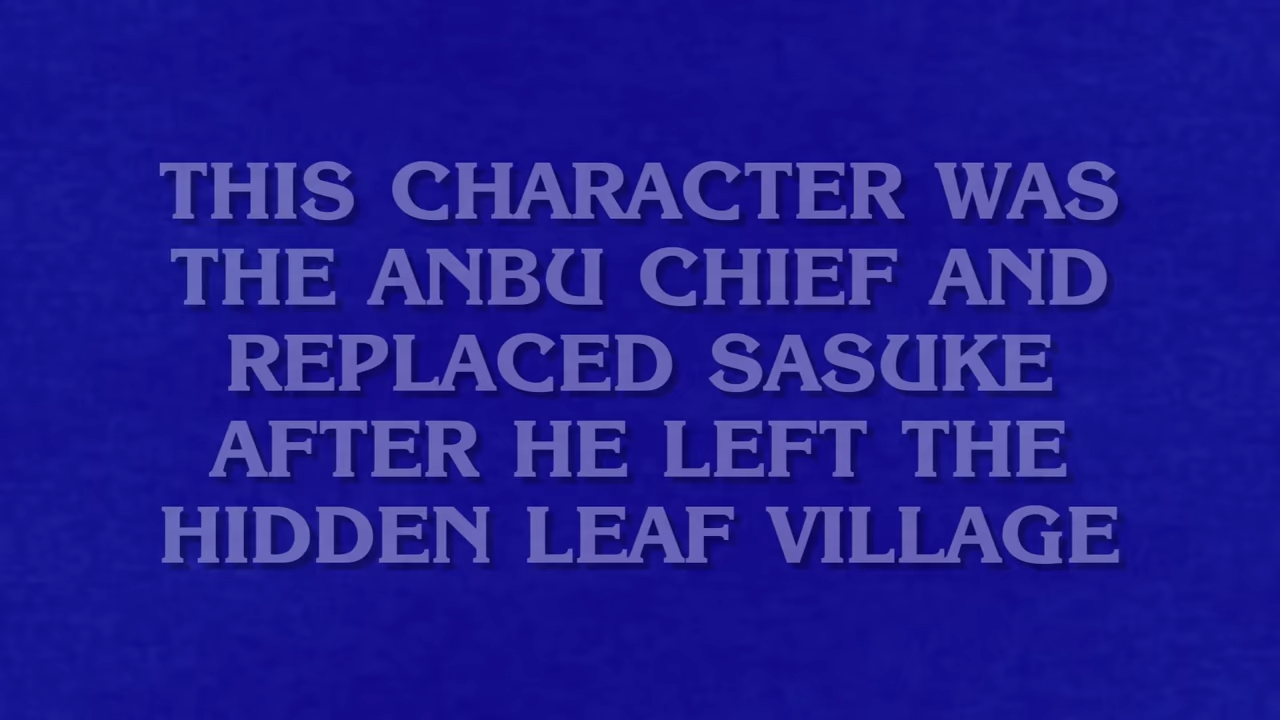 THIS CHARACTER WAS
THE ANBU CHIEF AND
REPLACED SASUKE
AFTER HE LEFT THE
HIDDEN LEAF VILLAGE